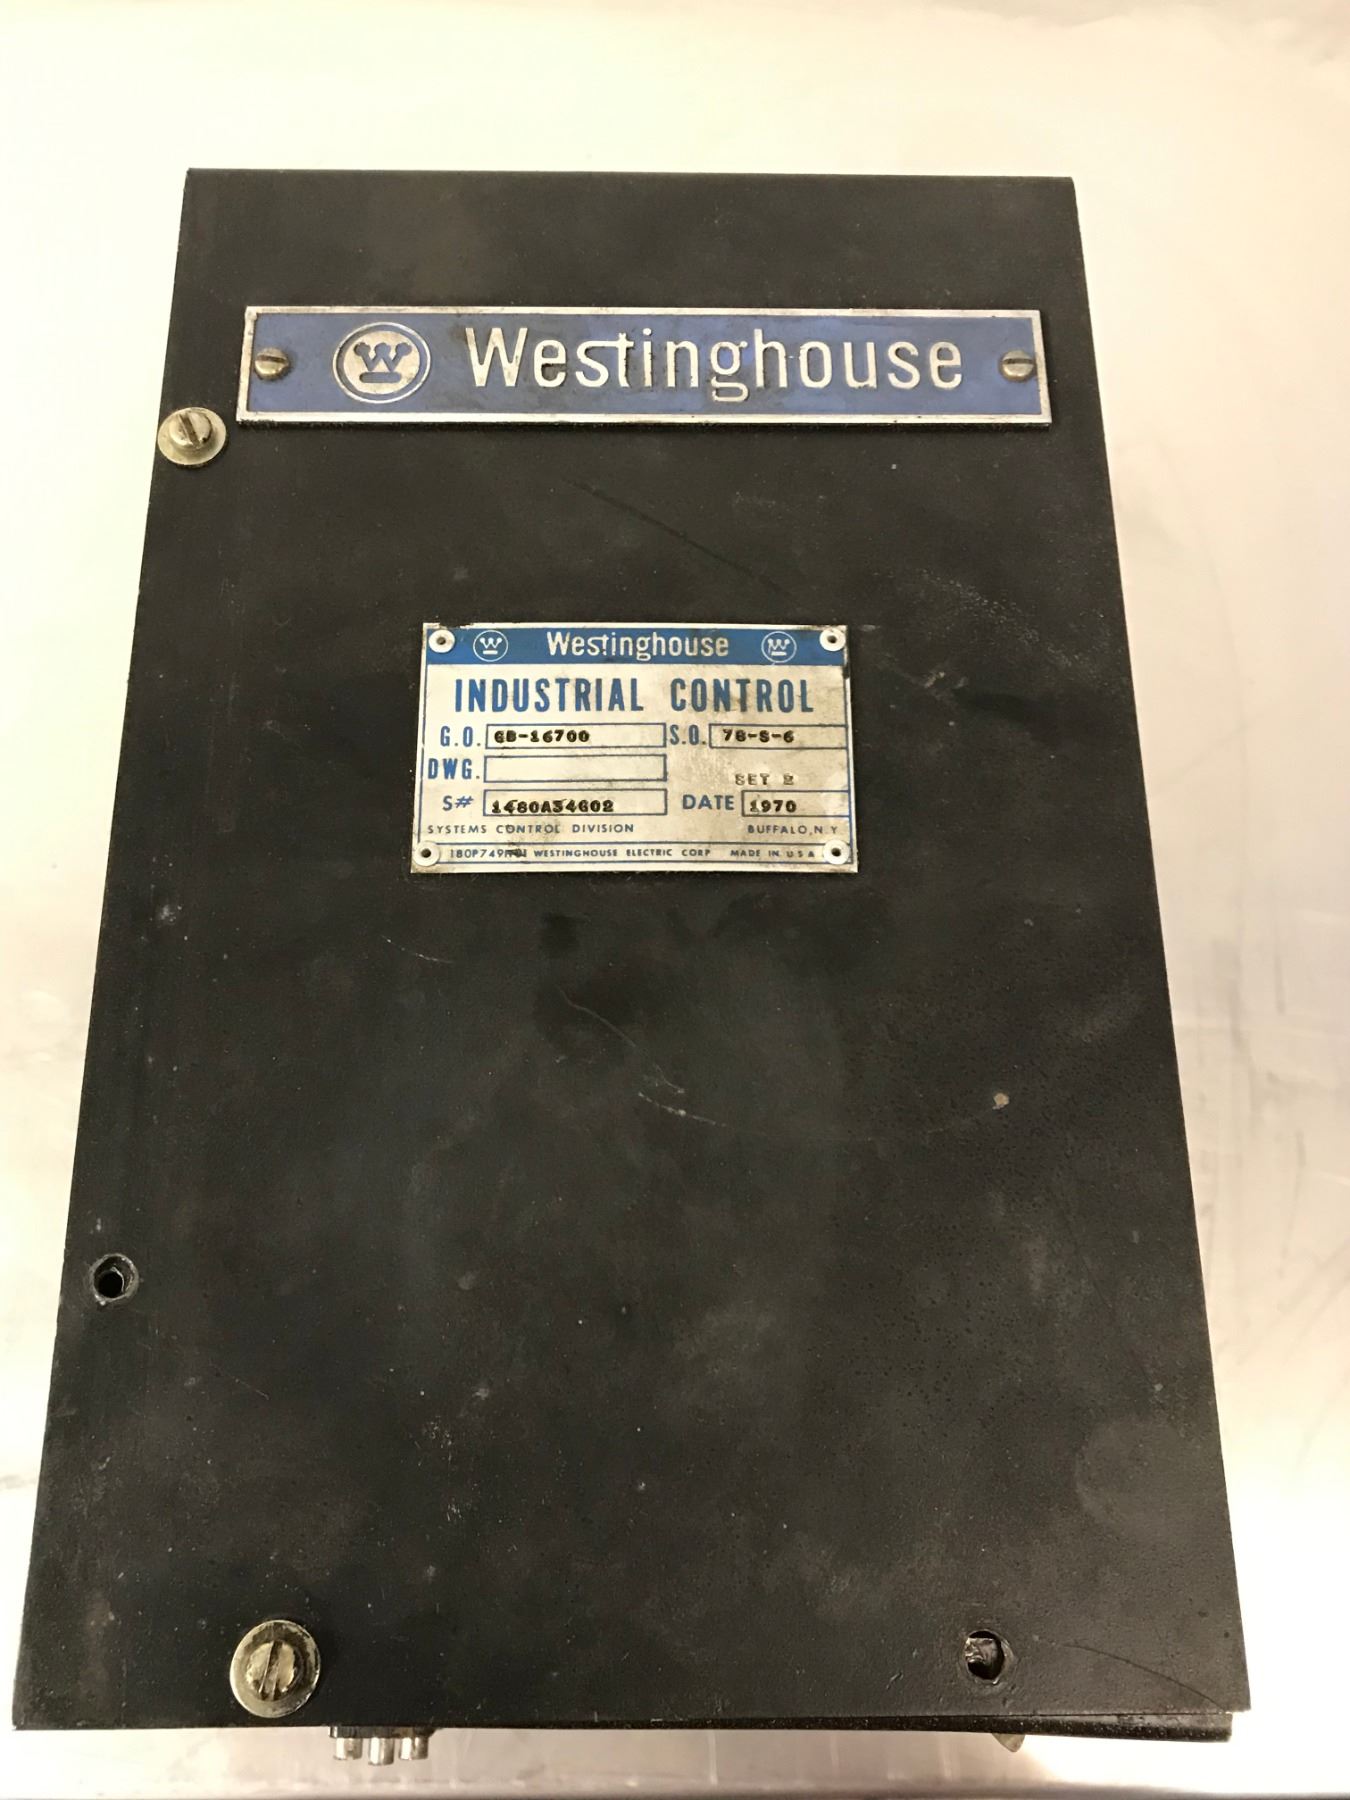 W Westinghouse
W Westinghouse W
INDUSTRIAL CONTROL
G.O. GB-16700 S.O. 78-S-6
DWG. SET 2
S# 1480A34G02 DATE 1970
SYSTEMS CONTROL DIVISION BUFFALO, N.Y.
WESTINGHOUSE ELECTRIC CORP MADE IN U S A